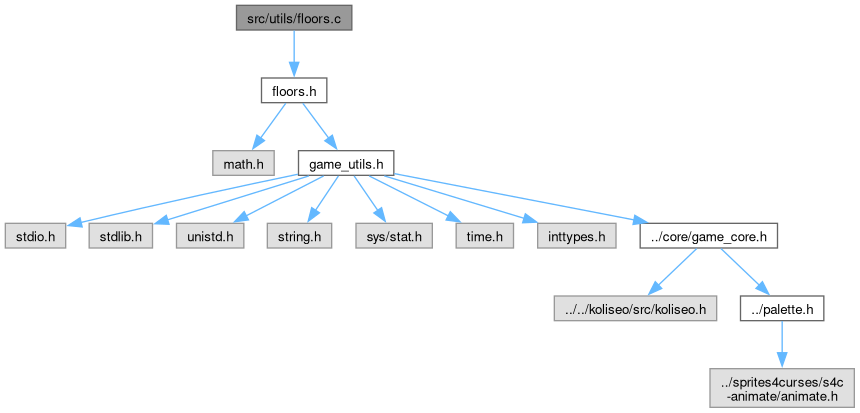 src/utils/floors.c
floors.h
math.h
game_utils.h
stdio.h
stdlib.h
unistd.h
string.h
sys/stat.h
time.h
inttypes.h
../core/game_core.h
../../koliseo/src/koliseo.h
../palette.h
../sprites4curses/s4c
-animate/animate.h